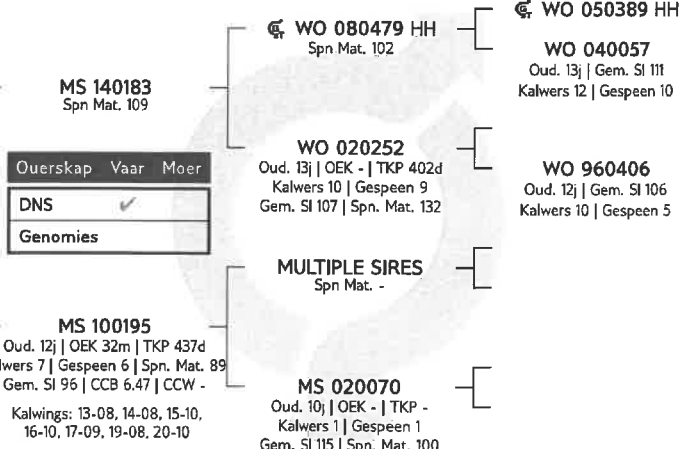 WO 050389 HH
WO 080479 HH
Spn Mat. 102
WO 040057
Oud. 13j | Gem. SI 111
Kalwers 12 | Gespeen 10
MS 140183
Spn Mat. 109
WO 020252
Oud. 13j | OEK - | TKP 402d
Kalwers 10 | Gespeen 9
Gem. SI 107 | Spn. Mat. 132
WO 960406
Oud. 12j | Gem. SI 106
Kalwers 10 | Gespeen 5
Ouerskap Vaar Moer
DNS ✓
Genomies
MULTIPLE SIRES
Spn Mat. -
MS 100195
Oud. 12j | OEK 32m | TKP 437d
lwers 7 | Gespeen 6 | Spn. Mat. 89
Gem. SI 96 | CCB 6.47 | CCW -
Kalwings: 13-08, 14-08, 15-10,
16-10, 17-09, 19-08, 20-10
MS 020070
Oud. 10j | OEK - | TKP -
Kalwers 1 | Gespeen 1
Gem. SI 115 | Spn. Mat. 100